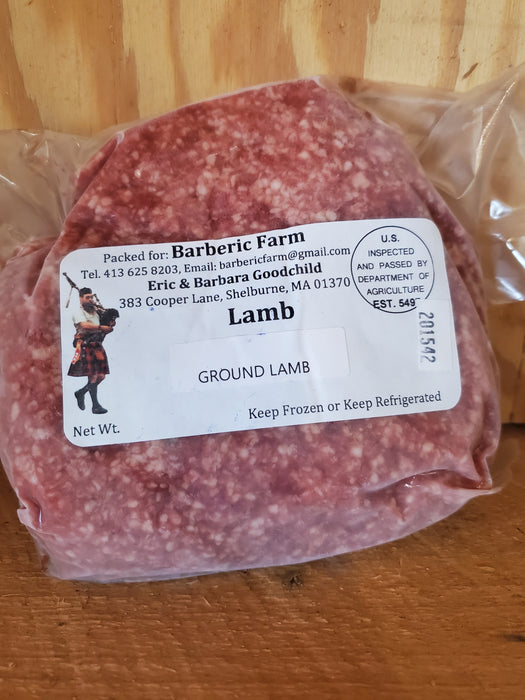 Packed for: Barberic Farm
Tel. 413 625 8203, Email: barbericfarm@gmail.com
Eric & Barbara Goodchild
383 Cooper Lane, Shelburne, MA 01370
Lamb
U.S.
INSPECTED
AND PASSED BY
DEPARTMENT OF
AGRICULTURE
EST. 549
201542
GROUND LAMB
Keep Frozen or Keep Refrigerated
Net Wt.